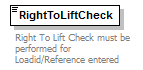 RightToLiftCheck
Right To Lift Check must be
performed for
Loadid/Reference entered